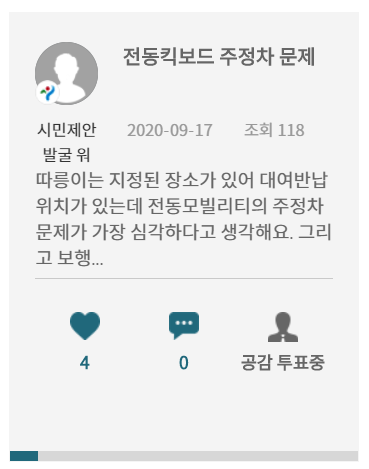 전동킥보드 주정차 문제
시민제안 2020-09-17 조회 118
발굴 위
따릉이는 지정된 장소가 있어 대여반납
위치가 있는데 전동모빌리티의 주정차
문제가 가장 심각하다고 생각해요. 그리
고 보행...
4 0 공감 투표중